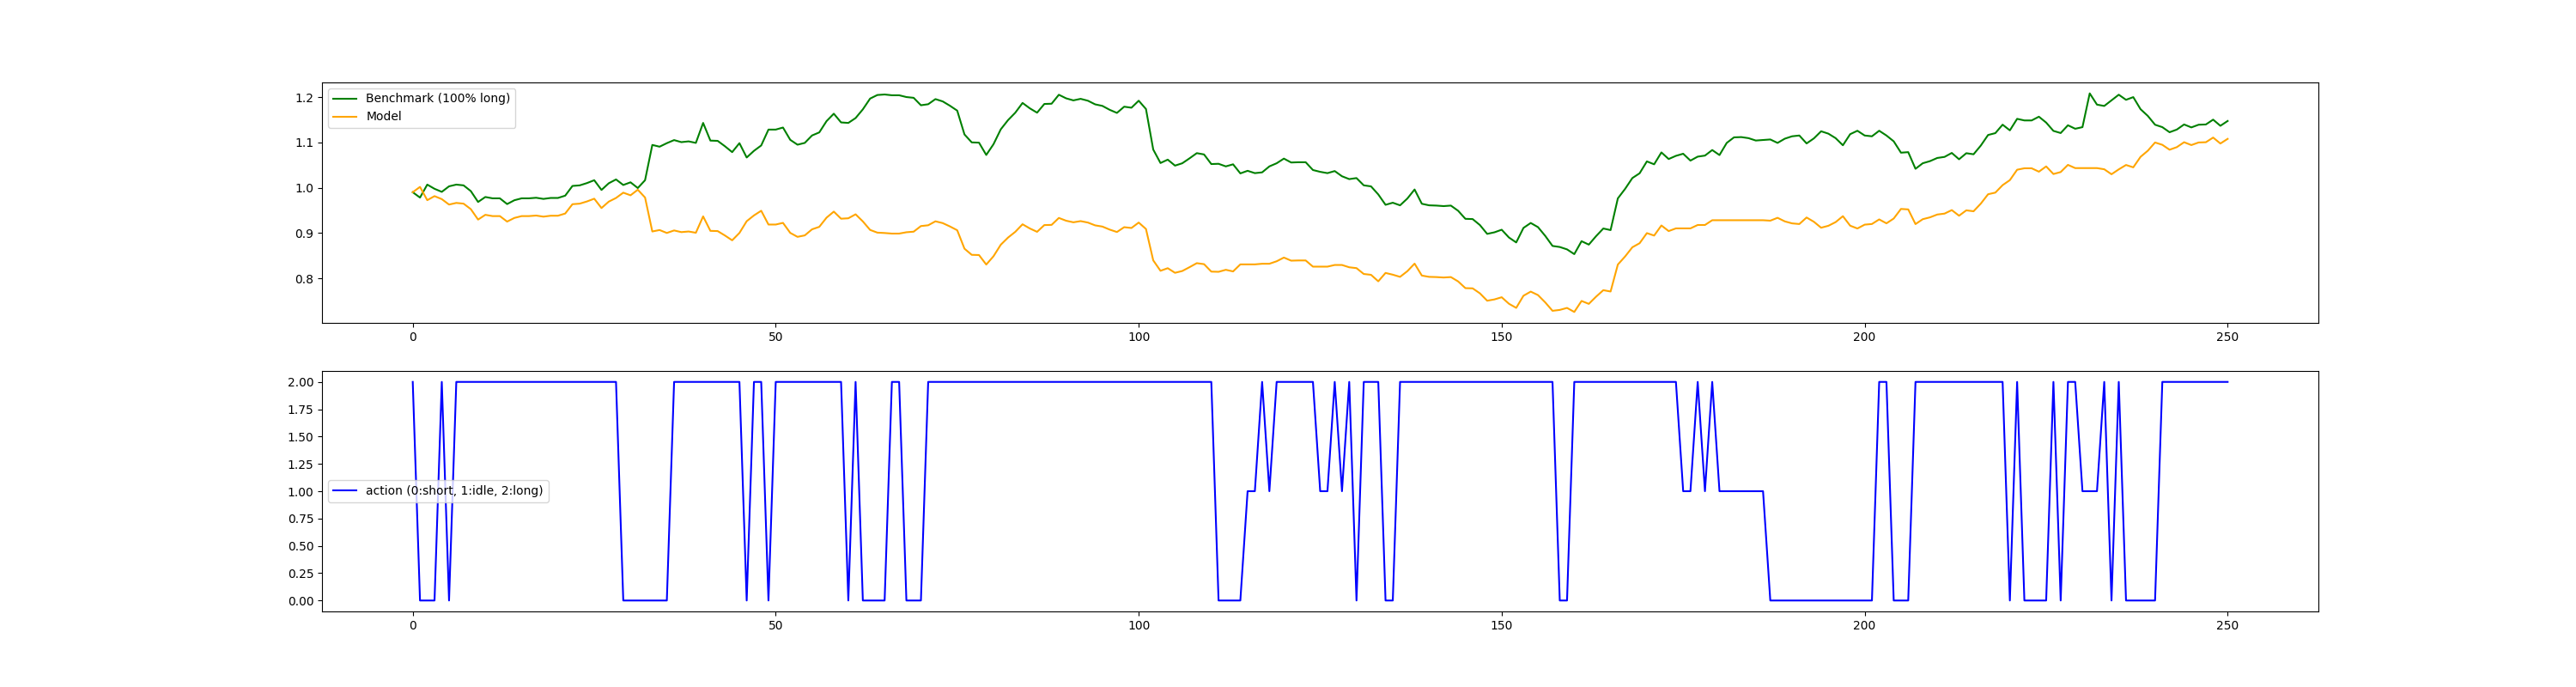 1.2
1.1
1.0
0.9
0.8
Benchmark (100% long)
Model
0 50 100 150 200 250
2.00
1.75
1.50
1.25
1.00
0.75
0.50
0.25
0.00
action (0:short, 1:idle, 2:long)
0 50 100 150 200 250